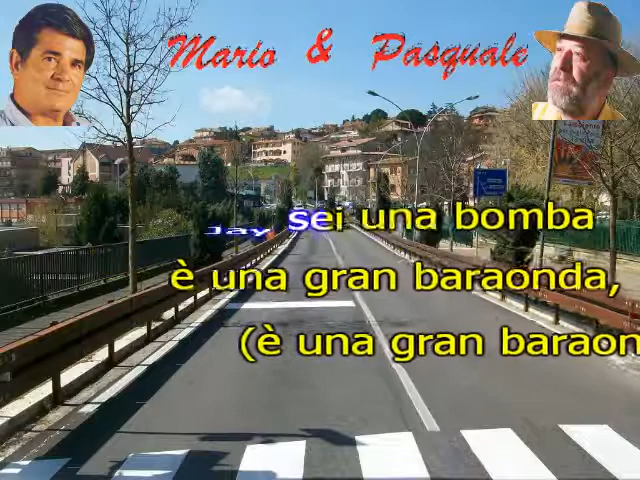 Mario & Pasquale
Jay sei una bomba
è una gran baraonda,
(è una gran baraon